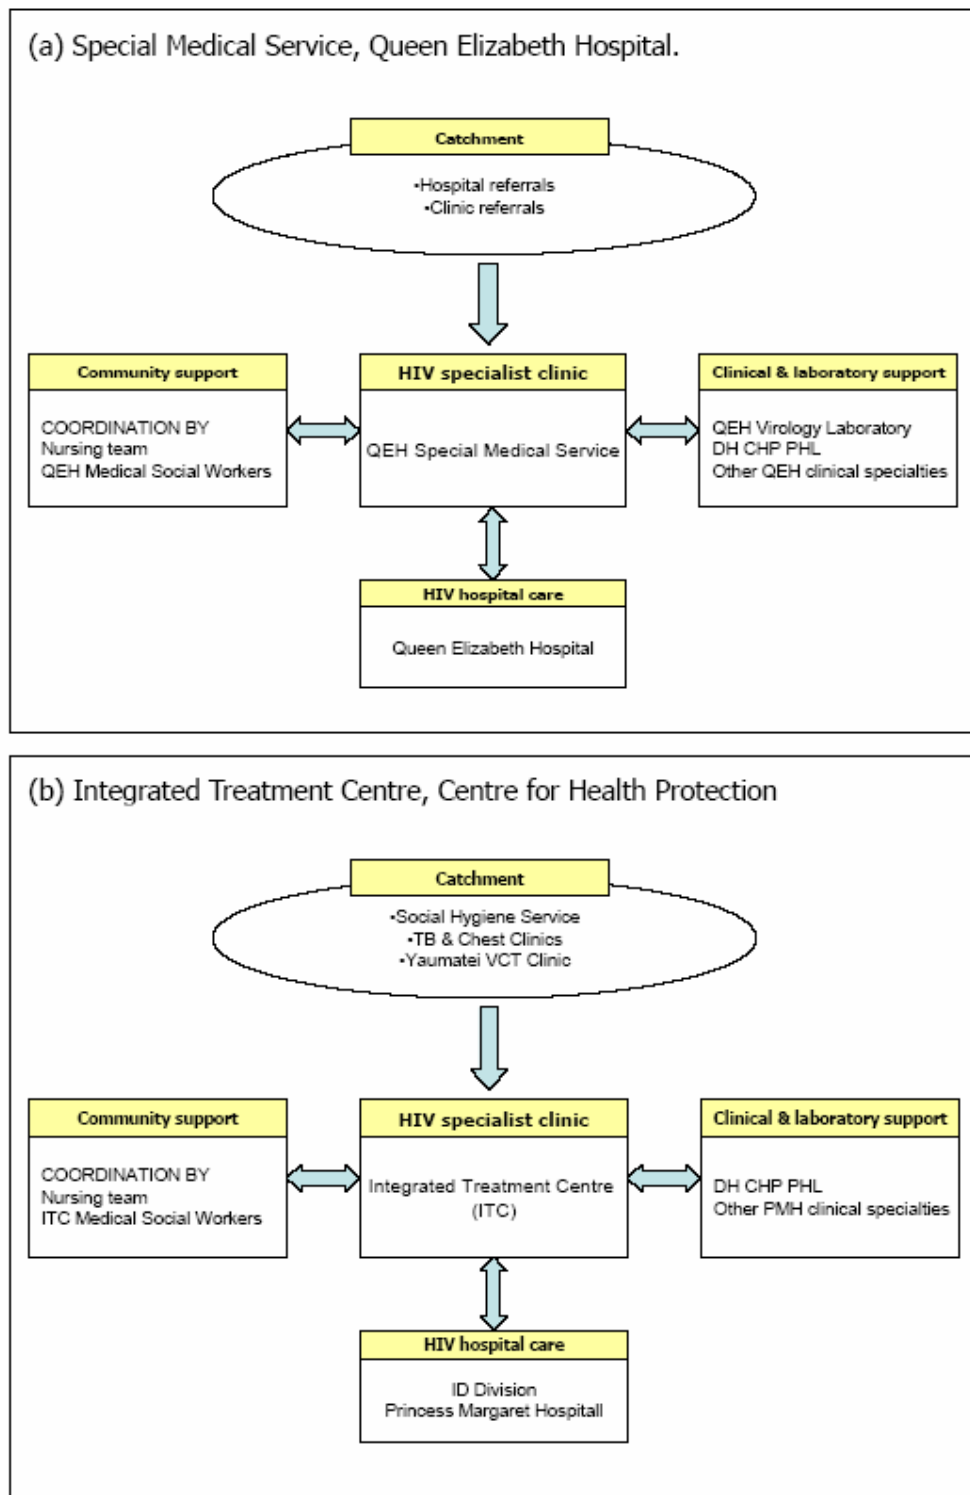 (a) Special Medical Service, Queen Elizabeth Hospital.
Catchment
•Hospital referrals
•Clinic referrals
Community support
COORDINATION BY
Nursing team
QEH Medical Social Workers
HIV specialist clinic
QEH Special Medical Service
Clinical & laboratory support
QEH Virology Laboratory
DH CHP PHL
Other QEH clinical specialties
HIV hospital care
Queen Elizabeth Hospital
(b) Integrated Treatment Centre, Centre for Health Protection
Catchment
•Social Hygiene Service
•TB & Chest Clinics
•Yaumatei VCT Clinic
Community support
COORDINATION BY
Nursing team
ITC Medical Social Workers
HIV specialist clinic
Integrated Treatment Centre
(ITC)
Clinical & laboratory support
DH CHP PHL
Other PMH clinical specialties
HIV hospital care
ID Division
Princess Margaret Hospitall